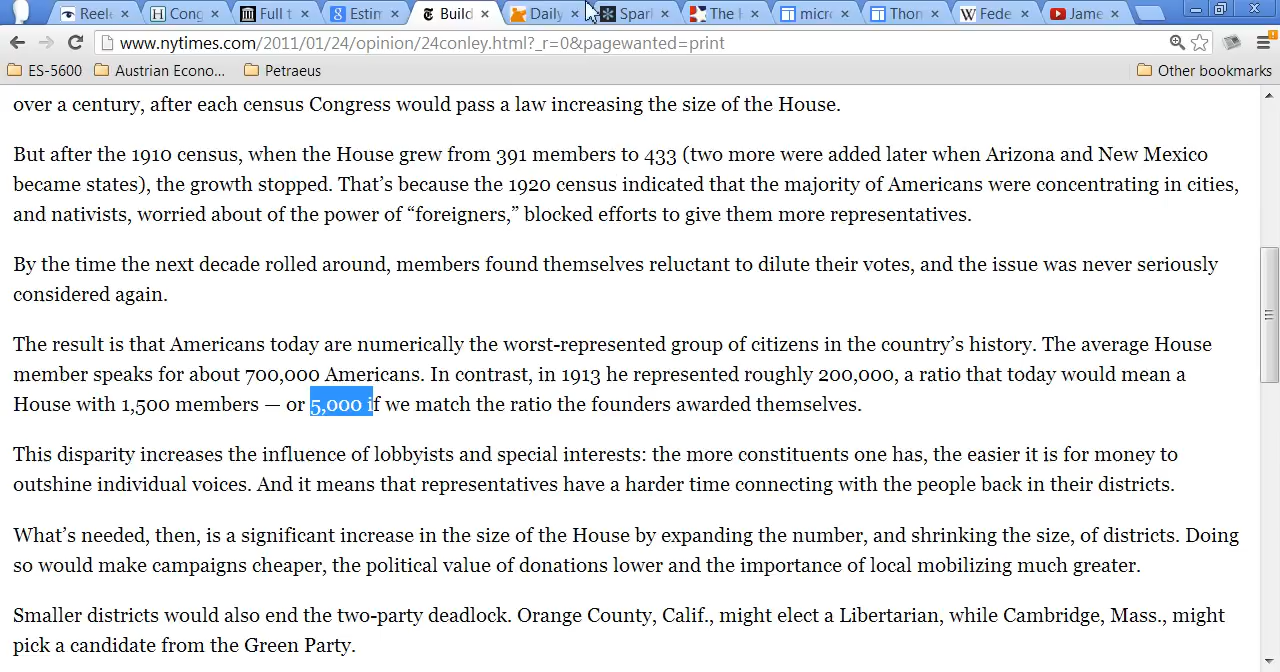 Reele
Cong
Full t
Estim
Build
Daily
Spar
The
micr
Thon
Fede
Jame
www.nytimes.com/2011/01/24/opinion/24conley.html?_r=0&pagewanted=print
ES-5600
Austrian Econo...
Petraeus
Other bookmarks
over a century, after each census Congress would pass a law increasing the size of the House.
But after the 1910 census, when the House grew from 391 members to 433 (two more were added later when Arizona and New Mexico
became states), the growth stopped. That’s because the 1920 census indicated that the majority of Americans were concentrating in cities,
and nativists, worried about of the power of “foreigners,” blocked efforts to give them more representatives.
By the time the next decade rolled around, members found themselves reluctant to dilute their votes, and the issue was never seriously
considered again.
The result is that Americans today are numerically the worst-represented group of citizens in the country’s history. The average House
member speaks for about 700,000 Americans. In contrast, in 1913 he represented roughly 200,000, a ratio that today would mean a
House with 1,500 members — or 5,000 if we match the ratio the founders awarded themselves.
This disparity increases the influence of lobbyists and special interests: the more constituents one has, the easier it is for money to
outshine individual voices. And it means that representatives have a harder time connecting with the people back in their districts.
What’s needed, then, is a significant increase in the size of the House by expanding the number, and shrinking the size, of districts. Doing
so would make campaigns cheaper, the political value of donations lower and the importance of local mobilizing much greater.
Smaller districts would also end the two-party deadlock. Orange County, Calif., might elect a Libertarian, while Cambridge, Mass., might
pick a candidate from the Green Party.